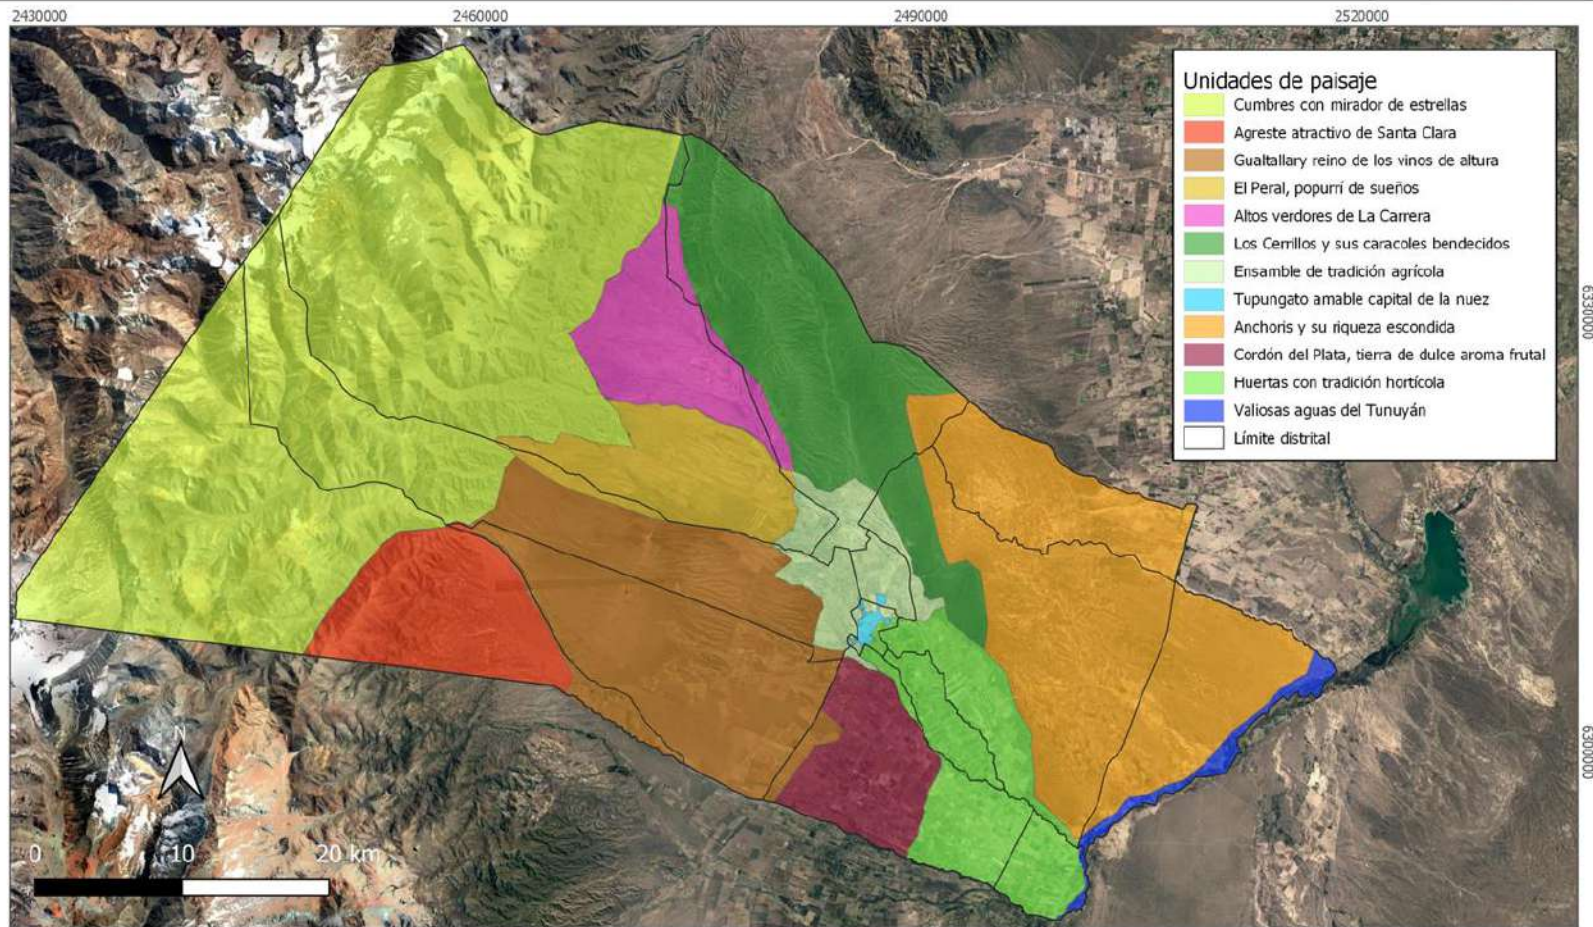 2430000 2460000 2490000 2520000
Unidades de paisaje
Cumbres con mirador de estrellas
Agreste atractivo de Santa Clara
Gualtallary reino de los vinos de altura
El Peral, popurrí de sueños
Altos verdores de La Carrera
Los Cerrillos y sus caracoles bendecidos
Ensamble de tradición agrícola
Tupungato amable capital de la nuez
Anchoris y su riqueza escondida
Cordón del Plata, tierra de dulce aroma frutal
Huertas con tradición hortícola
Valiosas aguas del Tunuyán
Límite distrital
6330000
6300000
N
0 10 20 km